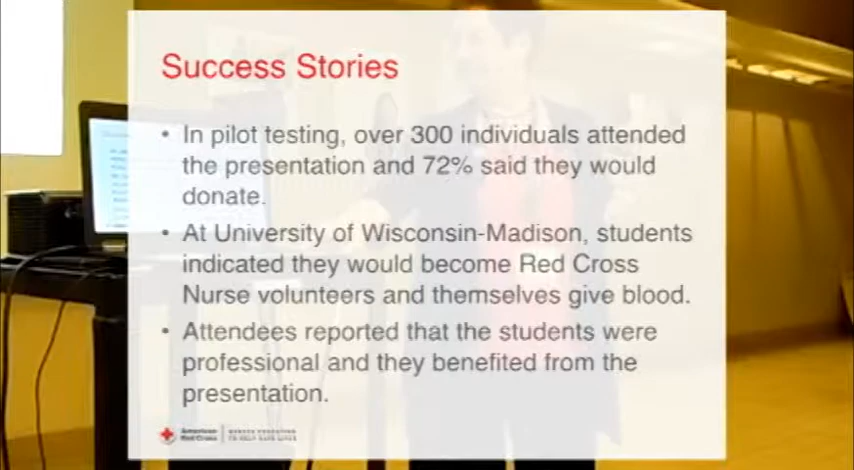 Success Stories
• In pilot testing, over 300 individuals attended
the presentation and 72% said they would
donate.
• At University of Wisconsin-Madison, students
indicated they would become Red Cross
Nurse volunteers and themselves give blood.
• Attendees reported that the students were
professional and they benefited from the
presentation.
American
Red Cross